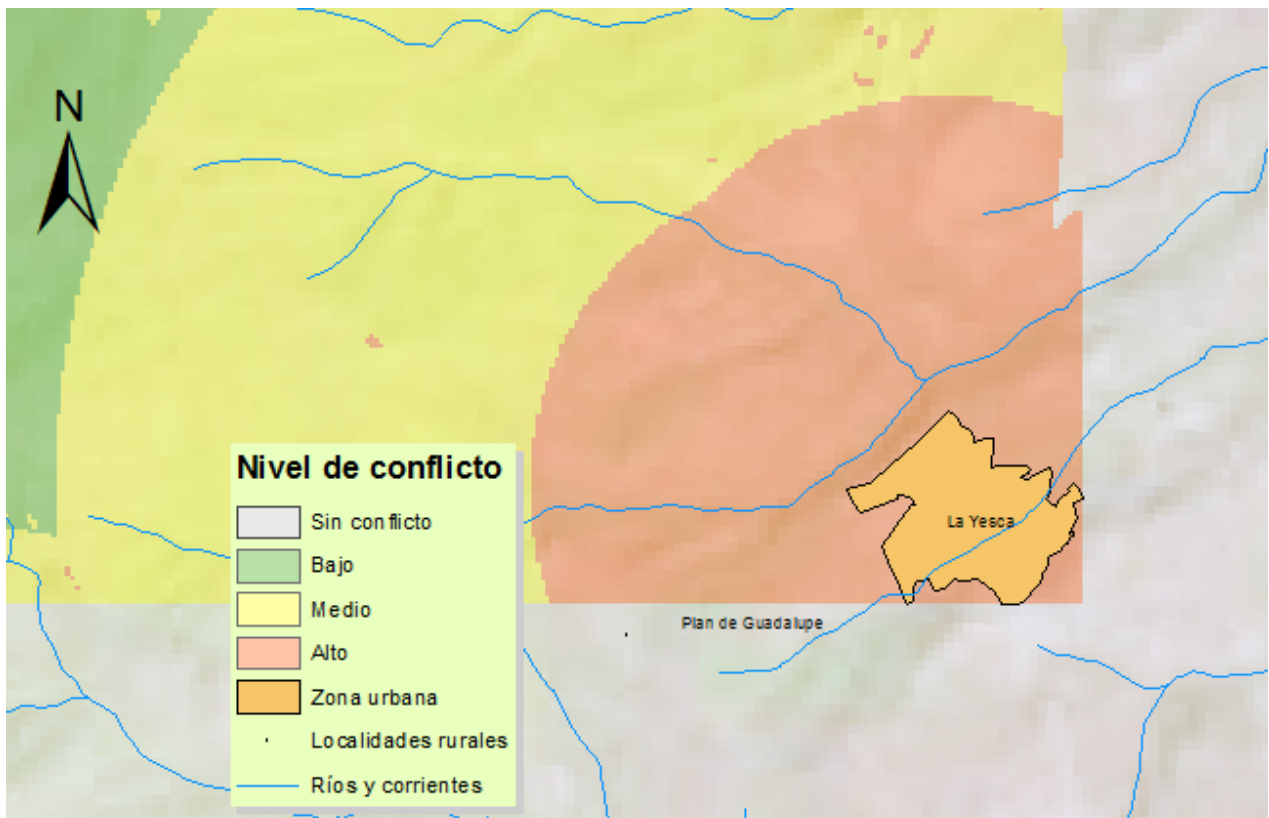 N
La Yesca
Plan de Guadalupe
Nivel de conflicto
Sin conflicto
Bajo
Medio
Alto
Zona urbana
Localidades rurales
Ríos y corrientes